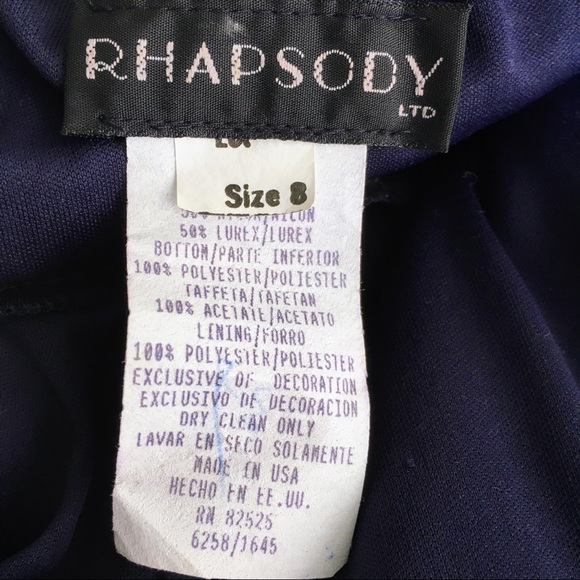 RHAPSODY
LTD
Size 8
50% LUREX/LUREX
BOTTOM/PARTE INFERIOR
100% POLYESTER/POLIESTER
TAFFETA/TAFETAN
100% ACETATE/ACETATO
LINING/FORRO
100% POLYESTER/POLIESTER
EXCLUSIVE OF DECORATION
EXCLUSIVO DE DECORACION
DRY CLEAN ONLY
LAVAR EN SECO SOLAMENTE
MADE IN USA
HECHO EN EE.UU.
RN 82525
6258/1645